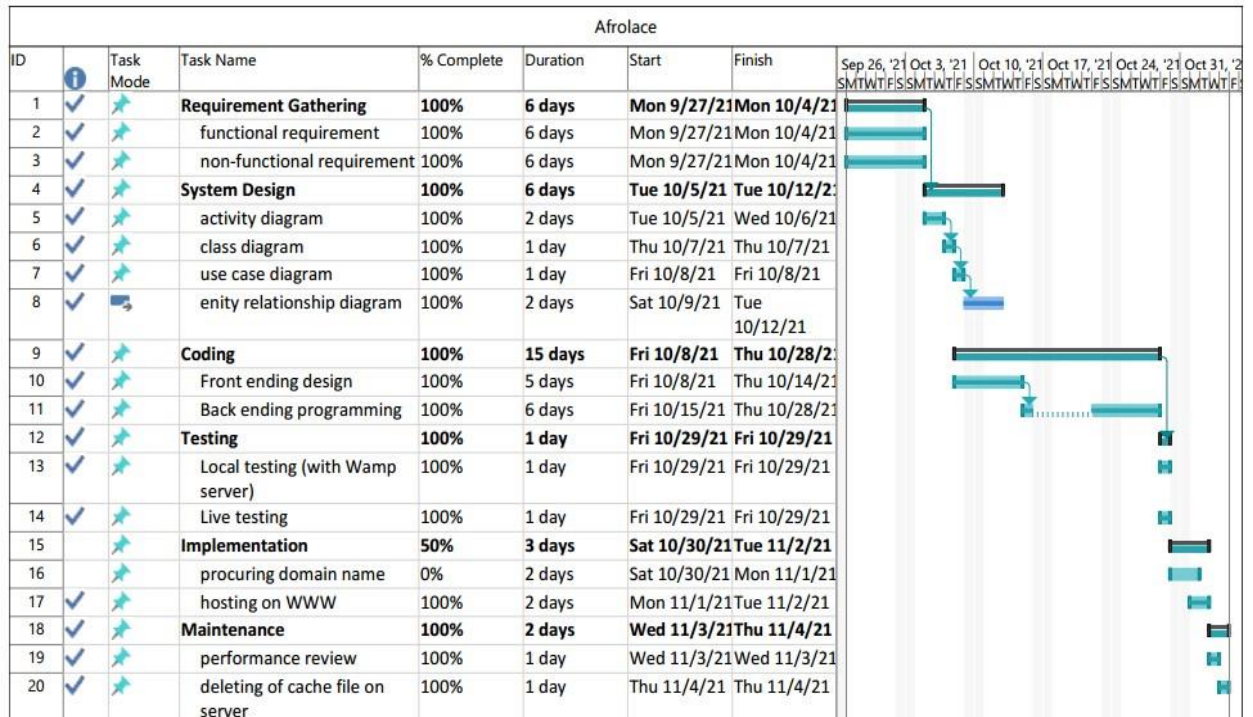 Afrolace
ID Task Mode Task Name % Complete Duration Start Finish Sep 26, '21 Oct 3, '21 Oct 10, '21 Oct 17, '21 Oct 24, '21 Oct 31, '2
SMTWTFSSMTWTFSSMTWTFSSMTWTFSSMTWTFSSMTWTF
1 Requirement Gathering 100% 6 days Mon 9/27/21 Mon 10/4/21
2 functional requirement 100% 6 days Mon 9/27/21 Mon 10/4/21
3 non-functional requirement 100% 6 days Mon 9/27/21 Mon 10/4/21
4 System Design 100% 6 days Tue 10/5/21 Tue 10/12/21
5 activity diagram 100% 2 days Tue 10/5/21 Wed 10/6/21
6 class diagram 100% 1 day Thu 10/7/21 Thu 10/7/21
7 use case diagram 100% 1 day Fri 10/8/21 Fri 10/8/21
8 enity relationship diagram 100% 2 days Sat 10/9/21 Tue
10/12/21
9 Coding 100% 15 days Fri 10/8/21 Thu 10/28/2
10 Front ending design 100% 5 days Fri 10/8/21 Thu 10/14/21
11 Back ending programming 100% 6 days Fri 10/15/21 Thu 10/28/21
12 Testing 100% 1 day Fri 10/29/21 Fri 10/29/21
13 Local testing (with Wamp 100% 1 day Fri 10/29/21 Fri 10/29/21
server)
14 Live testing 100% 1 day Fri 10/29/21 Fri 10/29/21
15 Implementation 50% 3 days Sat 10/30/21 Tue 11/2/21
16 procuring domain name 0% 2 days Sat 10/30/21 Mon 11/1/21
17 hosting on WWW 100% 2 days Mon 11/1/21 Tue 11/2/21
18 Maintenance 100% 2 days Wed 11/3/21 Thu 11/4/21
19 performance review 100% 1 day Wed 11/3/21 Wed 11/3/21
20 deleting of cache file on 100% 1 day Thu 11/4/21 Thu 11/4/21
server